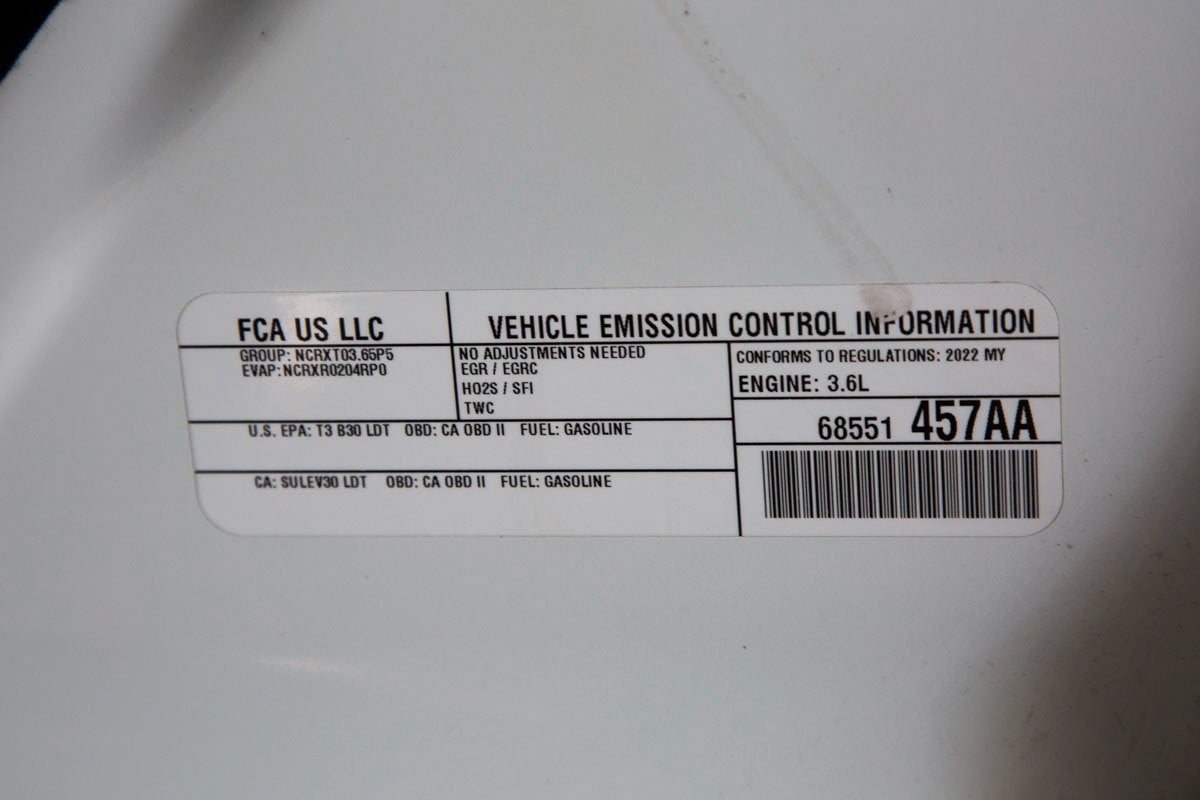 FCA US LLC
VEHICLE EMISSION CONTROL INFORMATION
GROUP: NCRXT03.65P5
EVAP: NCRXR0204RP0
NO ADJUSTMENTS NEEDED
EGR / EGRC
HO2S / SFI
TWC
CONFORMS TO REGULATIONS: 2022 MY
ENGINE: 3.6L
68551 457AA
U.S. EPA: T3 B30 LDT OBD: CA OBD II FUEL: GASOLINE
CA: SULEV30 LDT OBD: CA OBD II FUEL: GASOLINE